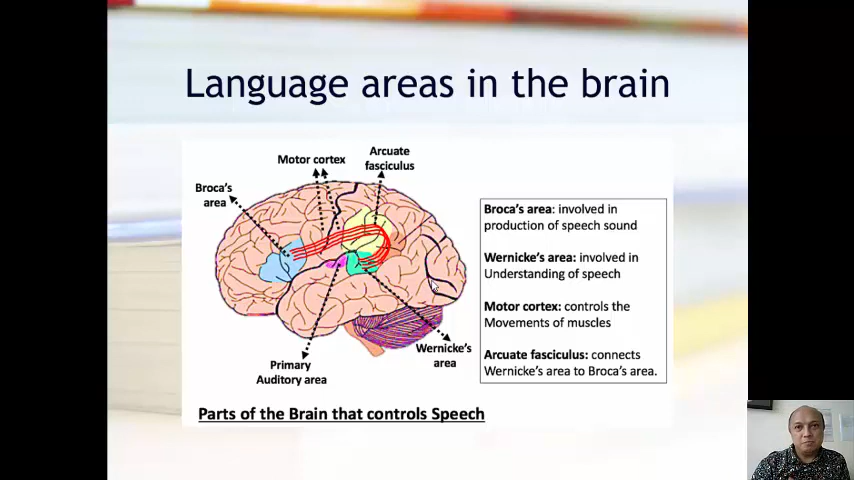 Language areas in the brain
Motor cortex
Arcuate
fasciculus
Broca's
area
Wernicke's
area
Primary
Auditory area
Broca's area: involved in
production of speech sound
Wernicke's area: involved in
Understanding of speech
Motor cortex: controls the
Movements of muscles
Arcuate fasciculus: connects
Wernicke's area to Broca's area.
Parts of the Brain that controls Speech